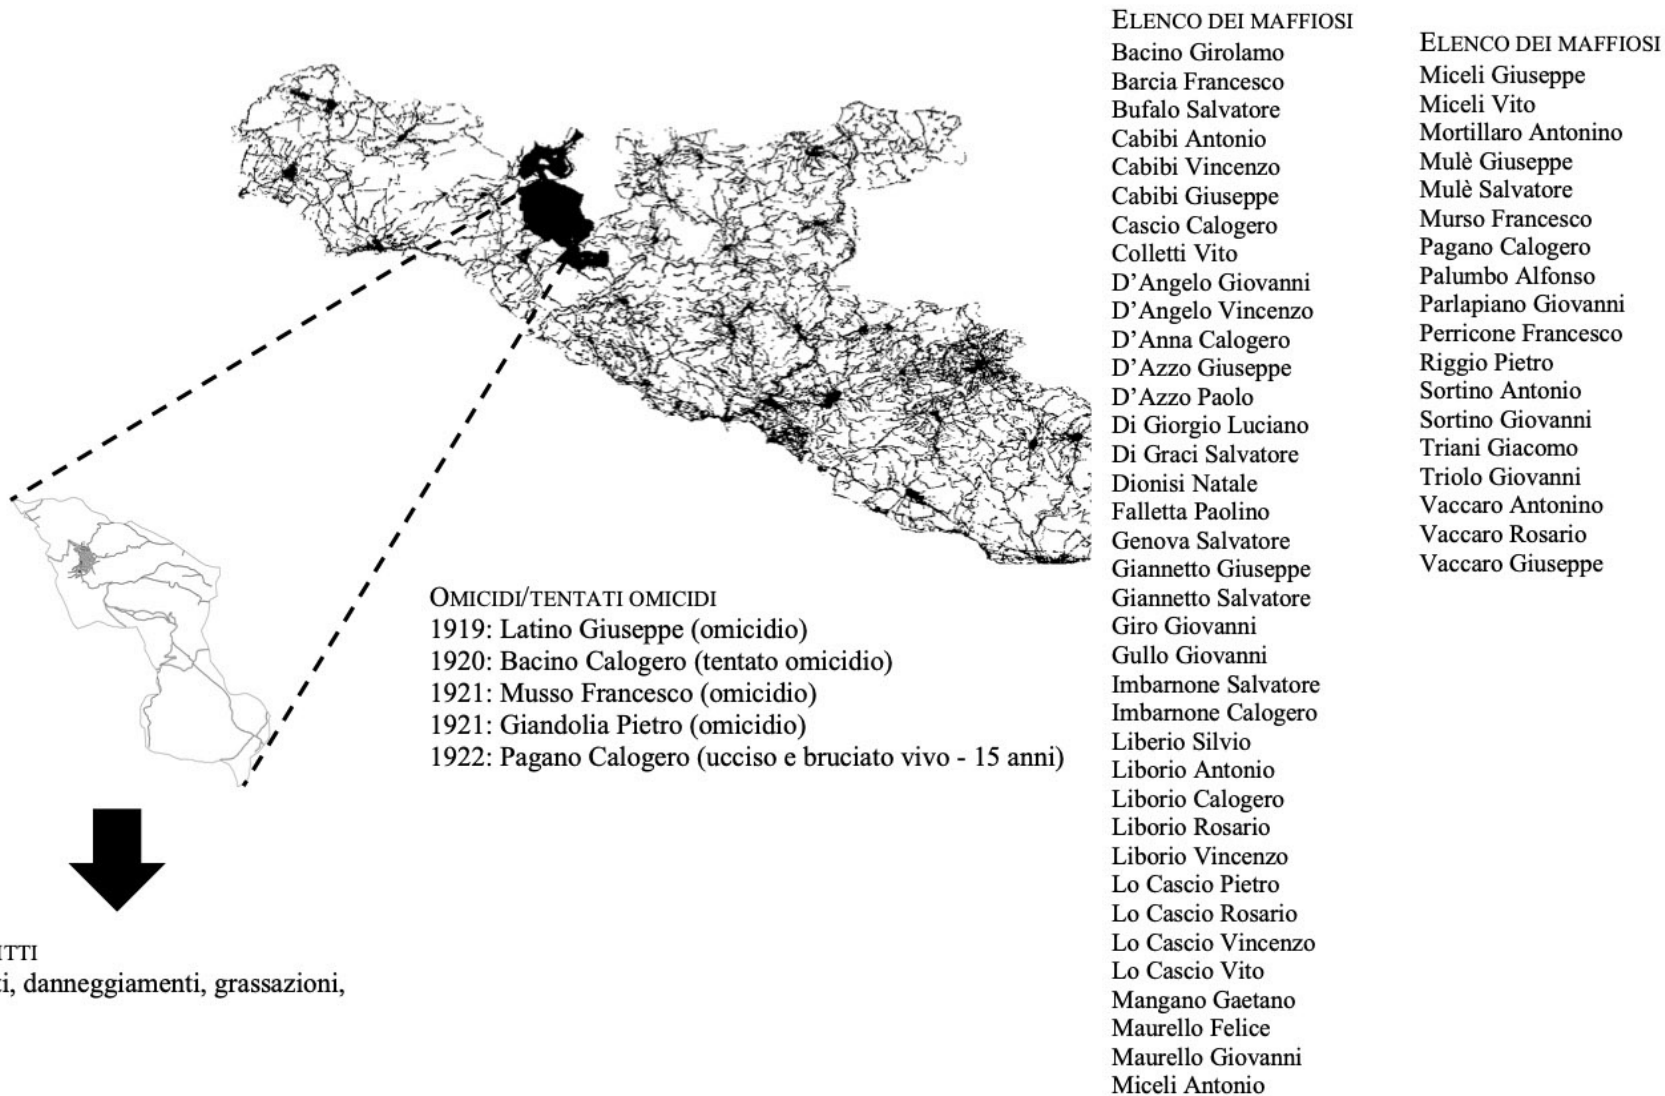 OMICIDI/TENTATI OMICIDI
1919: Latino Giuseppe (omicidio)
1920: Bacino Calogero (tentato omicidio)
1921: Musso Francesco (omicidio)
1921: Giandolia Pietro (omicidio)
1922: Pagano Calogero (ucciso e bruciato vivo - 15 anni)
danneggiamenti, grassazioni,
ELENCO DEI MAFFIOSI
Bacino Girolamo
Barcia Francesco
Bufalo Salvatore
Cabibi Antonio
Cabibi Vincenzo
Cabibi Giuseppe
Cascio Calogero
Colletti Vito
D'Angelo Giovanni
D'Angelo Vincenzo
D'Anna Calogero
D'Azzo Giuseppe
D'Azzo Paolo
Di Giorgio Luciano
Di Graci Salvatore
Dionisi Natale
Falletta Paolino
Genova Salvatore
Giannetto Giuseppe
Giannetto Salvatore
Giro Giovanni
Gullo Giovanni
Imbarnone Salvatore
Imbarnone Calogero
Liberio Silvio
Liborio Antonio
Liborio Calogero
Liborio Rosario
Liborio Vincenzo
Lo Cascio Pietro
Lo Cascio Rosario
Lo Cascio Vincenzo
Lo Cascio Vito
Mangano Gaetano
Maurello Felice
Maurello Giovanni
Miceli Antonio
ELENCO DEI MAFFIOSI
Miceli Giuseppe
Miceli Vito
Mortillaro Antonino
Mulè Giuseppe
Mulè Salvatore
Murso Francesco
Pagano Calogero
Palumbo Alfonso
Parlapiano Giovanni
Perricone Francesco
Riggio Pietro
Sortino Antonio
Sortino Giovanni
Triani Giacomo
Triolo Giovanni
Vaccaro Antonino
Vaccaro Rosario
Vaccaro Giuseppe